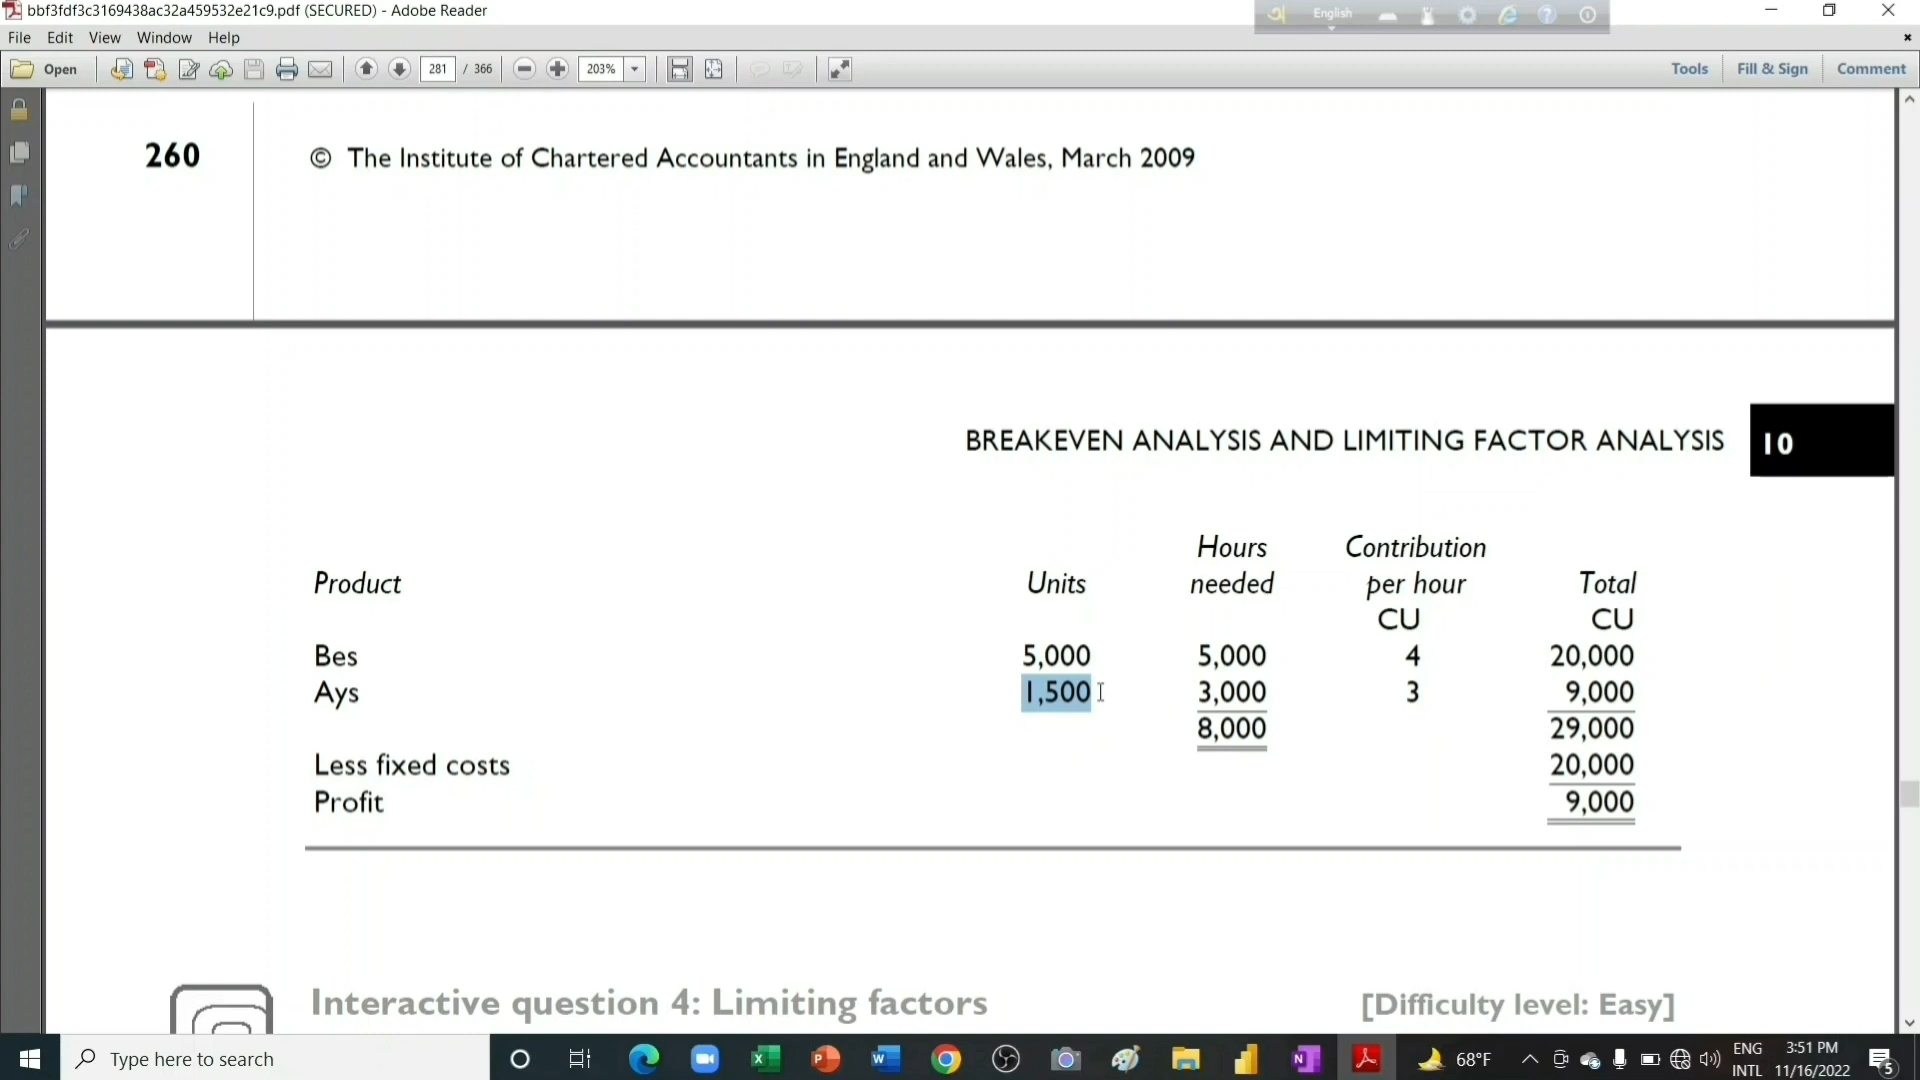 bbf3fdf3c3169438ac32a459532e21c9.pdf (SECURED) - Adobe Reader
English
File Edit View Window Help
Open 281 / 366 203% Tools Fill & Sign Comment
260 © The Institute of Chartered Accountants in England and Wales, March 2009
BREAKEVEN ANALYSIS AND LIMITING FACTOR ANALYSIS 10
Hours Contribution
Product Units needed per hour Total
CU CU
Bes 5,000 5,000 4 20,000
Ays 1,500 3,000 3 9,000
8,000 29,000
Less fixed costs 20,000
Profit 9,000
Interactive question 4: Limiting factors [Difficulty level: Easy]
Type here to search 68°F ENG 3:51 PM
INTL 11/16/2022 5